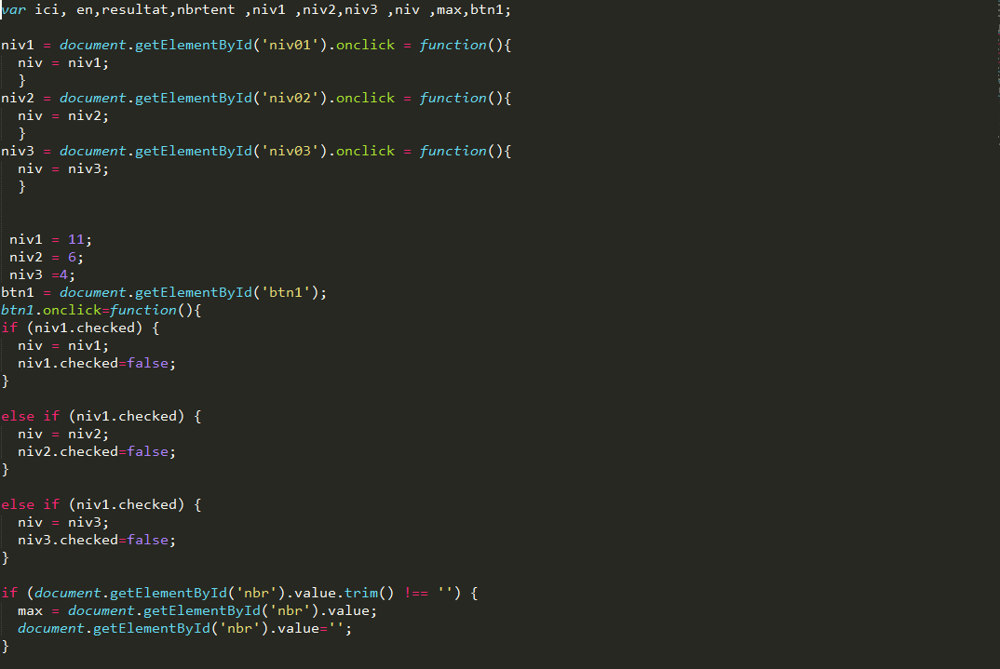 var ici, en,resultat,nbrtent ,niv1 ,niv2,niv3 ,niv ,max,btn1;
niv1 = document.getElementById('niv01').onclick = function(){
niv = niv1;
}
niv2 = document.getElementById('niv02').onclick = function(){
niv = niv2;
}
niv3 = document.getElementById('niv03').onclick = function(){
niv = niv3;
}
niv1 = 11;
niv2 = 6;
niv3 =4;
btn1 = document.getElementById('btn1');
btn1.onclick=function(){
if (niv1.checked) {
niv = niv1;
niv1.checked=false;
}
else if (niv1.checked) {
niv = niv2;
niv2.checked=false;
}
else if (niv1.checked) {
niv = niv3;
niv3.checked=false;
}
if (document.getElementById('nbr').value.trim() !== '') {
max = document.getElementById('nbr').value;
document.getElementById('nbr').value='';
}